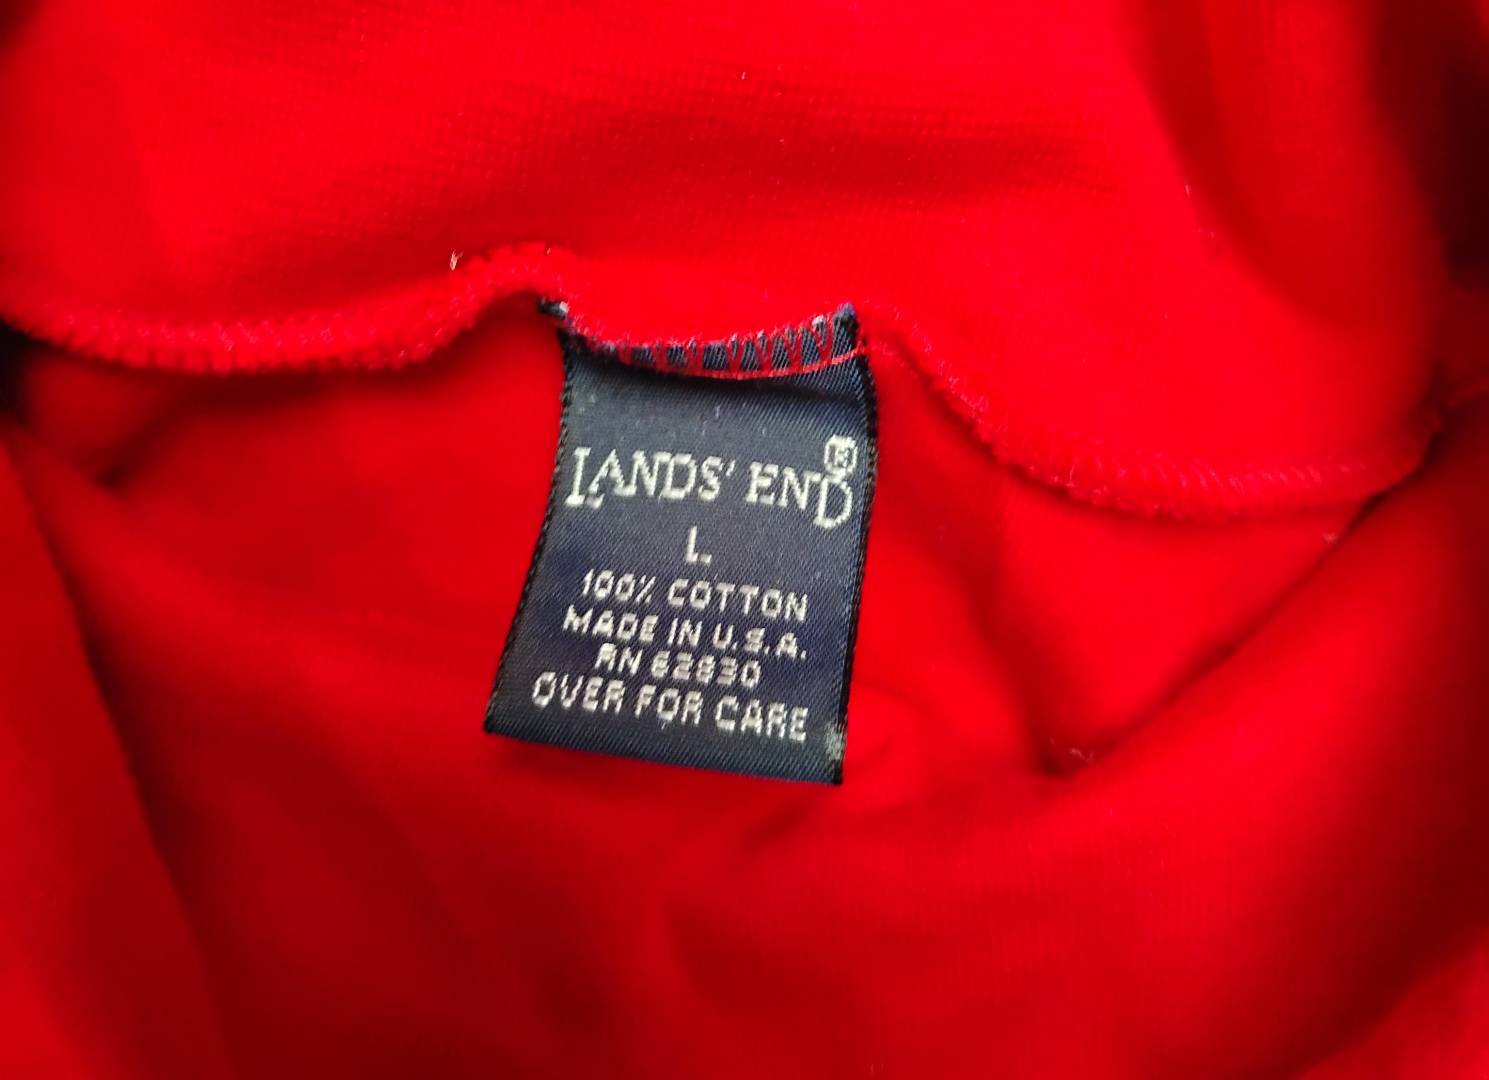 LANDS' END®
L.
100% COTTON
MADE IN U.S.A.
RN 62830
OVER FOR CARE